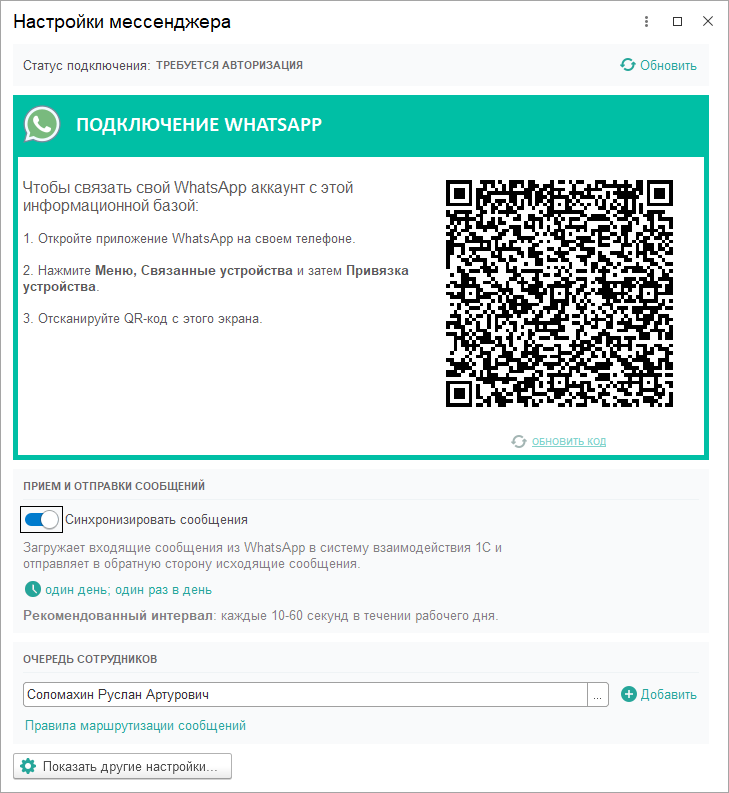 Настройки мессенджера
Статус подключения: ТРЕБУЕТСЯ АВТОРИЗАЦИЯ
Обновить
ПОДКЛЮЧЕНИЕ WHATSAPP
Чтобы связать свой WhatsApp аккаунт с этой
информационной базой:
1. Откройте приложение WhatsApp на своем телефоне.
2. Нажмите Меню, Связанные устройства и затем Привязка
устройства.
3. Отсканируйте QR-код с этого экрана.
обновить код
ПРИЕМ И ОТПРАВКИ СООБЩЕНИЙ
Синхронизировать сообщения
Загружает входящие сообщения из WhatsApp в систему взаимодействия 1С и
отправляет в обратную сторону исходящие сообщения.
один день; один раз в день
Рекомендованный интервал: каждые 10-60 секунд в течении рабочего дня.
ОЧЕРЕДЬ СОТРУДНИКОВ
Соломахин Руслан Артурович
...
Добавить
Правила маршрутизации сообщений
Показать другие настройки...